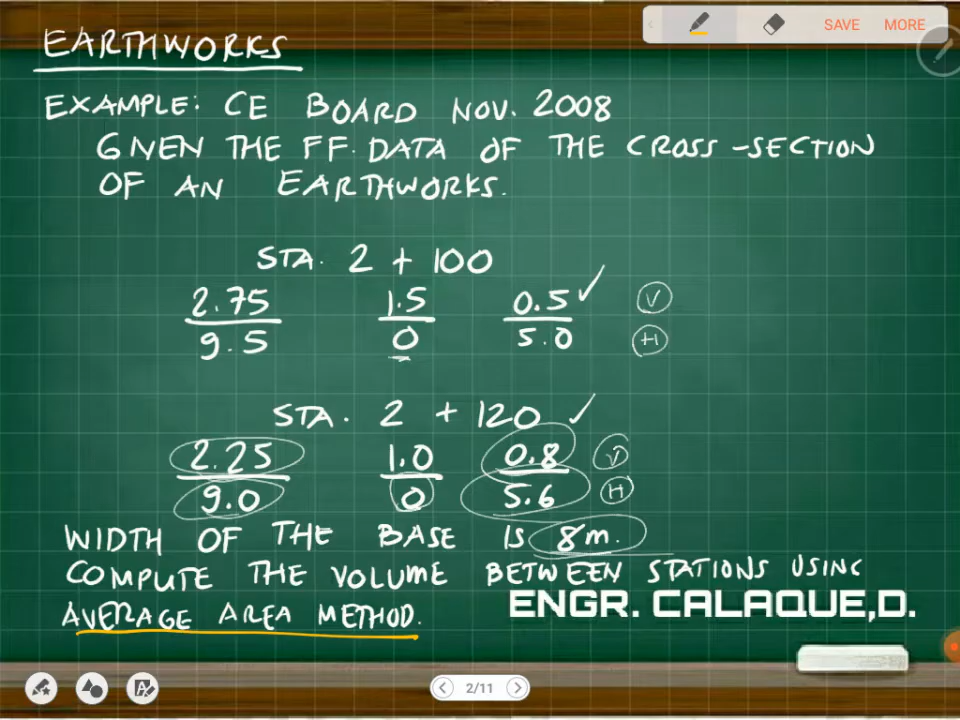 SAVE MORE
EARTHWORKS
EXAMPLE: CE BOARD NOV. 2008
GIVEN THE FF. DATA OF THE CROSS-SECTION
OF AN EARTHWORKS.
STA. 2 + 100
2.75 1.5 0.5 V
9.5 0 5.0 H
STA. 2 + 120
2.25 1.0 0.8 V
9.0 0 5.6 H
WIDTH OF THE BASE IS 8m.
COMPUTE THE VOLUME BETWEEN STATIONS USING
AVERAGE AREA METHOD.
ENGR. CALAQUE,D.
2/11